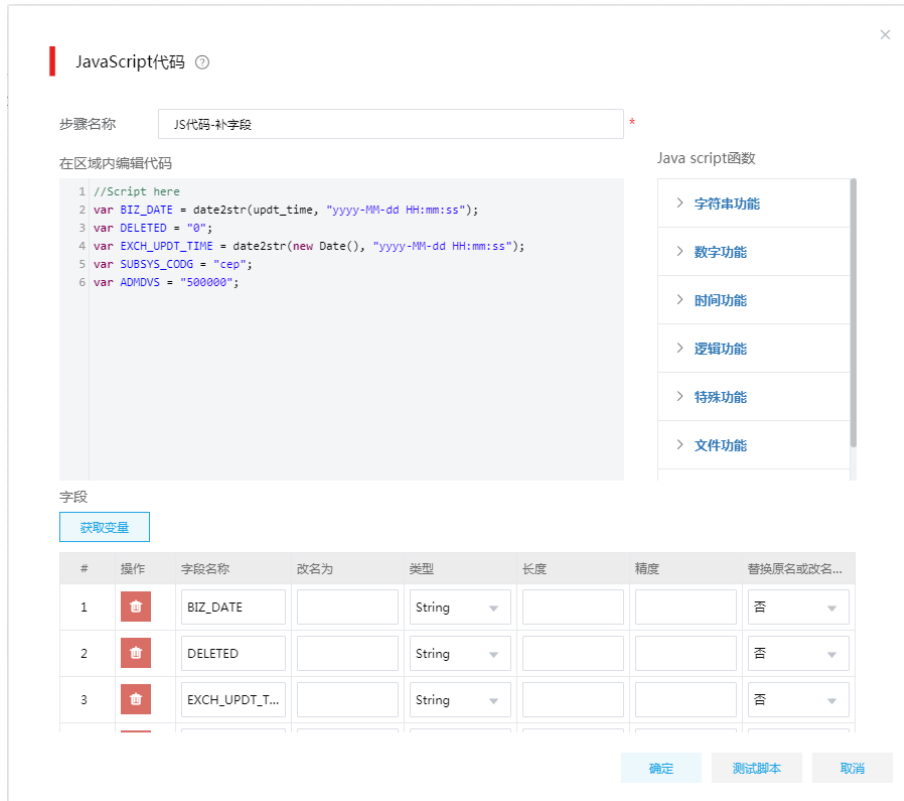 JavaScript代码 ?
步骤名称 JS代码-补字段 *
在区域内编辑代码
Java script函数
1 //Script here
2 var BIZ_DATE = date2str(updt_time, "yyyy-MM-dd HH:mm:ss");
3 var DELETED = "0";
4 var EXCH_UPDT_TIME = date2str(new Date(), "yyyy-MM-dd HH:mm:ss");
5 var SUBSYS_CODG = "cep";
6 var ADMDVS = "500000";
字符串功能
数字功能
时间功能
逻辑功能
特殊功能
文件功能
字段
获取变量
# 操作 字段名称 改名为 类型 长度 精度 替换原名或改名...
1 BIZ_DATE String 否
2 DELETED String 否
3 EXCH_UPDT_T... String 否
确定 测试脚本 取消